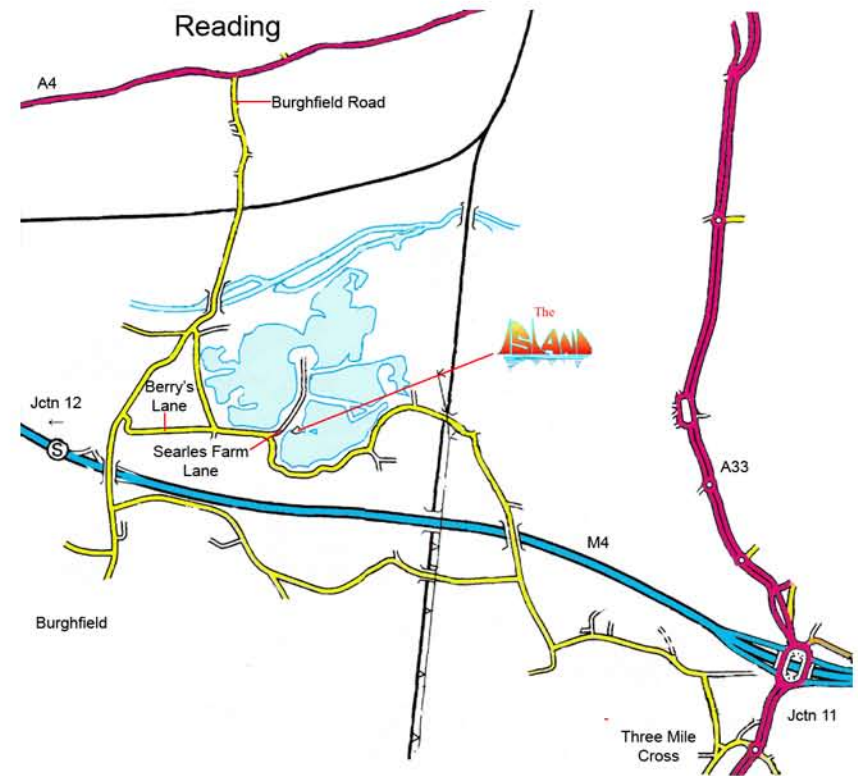 Reading
A4
Burghfield Road
The
ISLAND
Berry's
Lane
Jctn 12
←
S
Searles Farm
Lane
A33
M4
Burghfield
Jctn 11
Three Mile
Cross